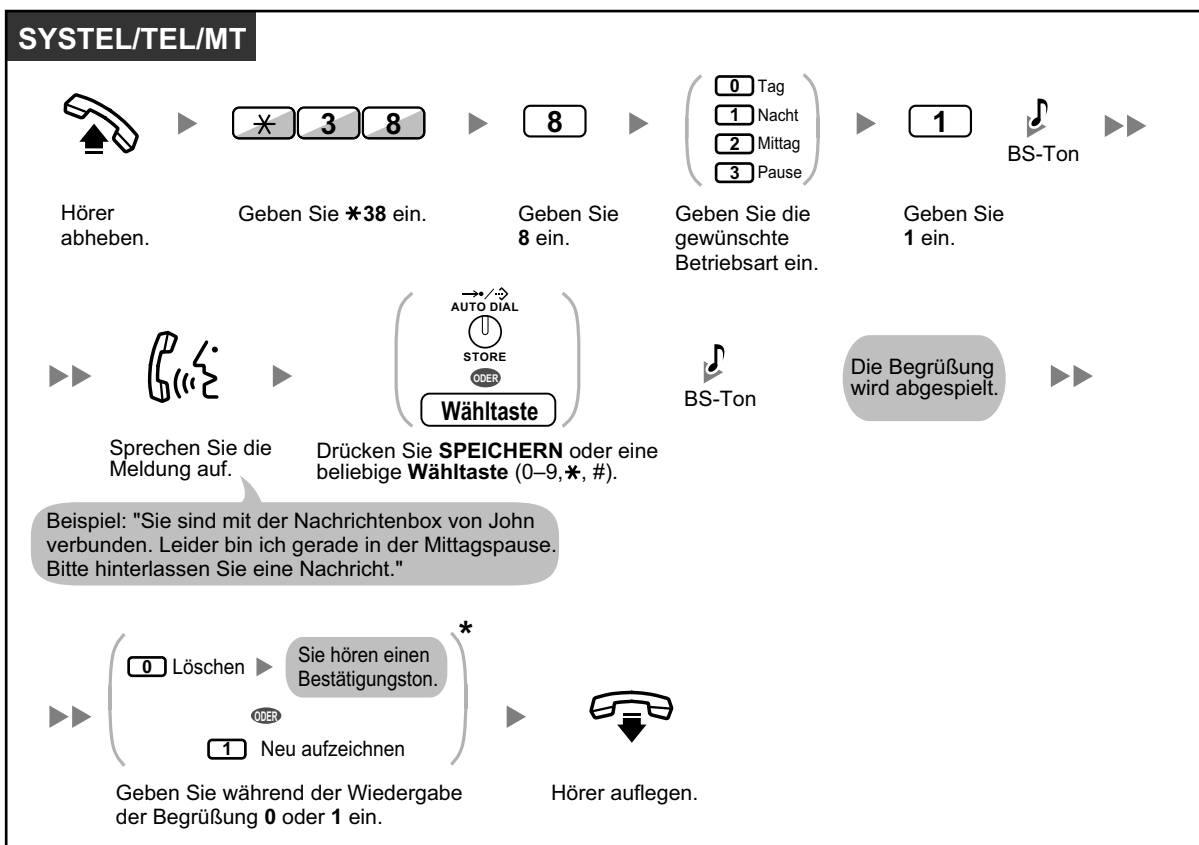 SYSTEL/TEL/MT
0 Tag
1 Nacht
2 Mittag
3 Pause
* 3 8
8
1
BS-Ton
Hörer
abheben.
Geben Sie *38 ein.
Geben Sie
8 ein.
Geben Sie die
gewünschte
Betriebsart ein.
Geben Sie
1 ein.
AUTO DIAL
STORE
ODER
Wähltaste
BS-Ton
Die Begrüßung
wird abgespielt.
Sprechen Sie die
Meldung auf.
Drücken Sie SPEICHERN oder eine
beliebige Wähltaste (0–9,*, #).
Beispiel: "Sie sind mit der Nachrichtenbox von John
verbunden. Leider bin ich gerade in der Mittagspause.
Bitte hinterlassen Sie eine Nachricht."
*
0 Löschen
Sie hören einen
Bestätigungston.
ODER
1 Neu aufzeichnen
Geben Sie während der Wiedergabe
der Begrüßung 0 oder 1 ein.
Hörer auflegen.